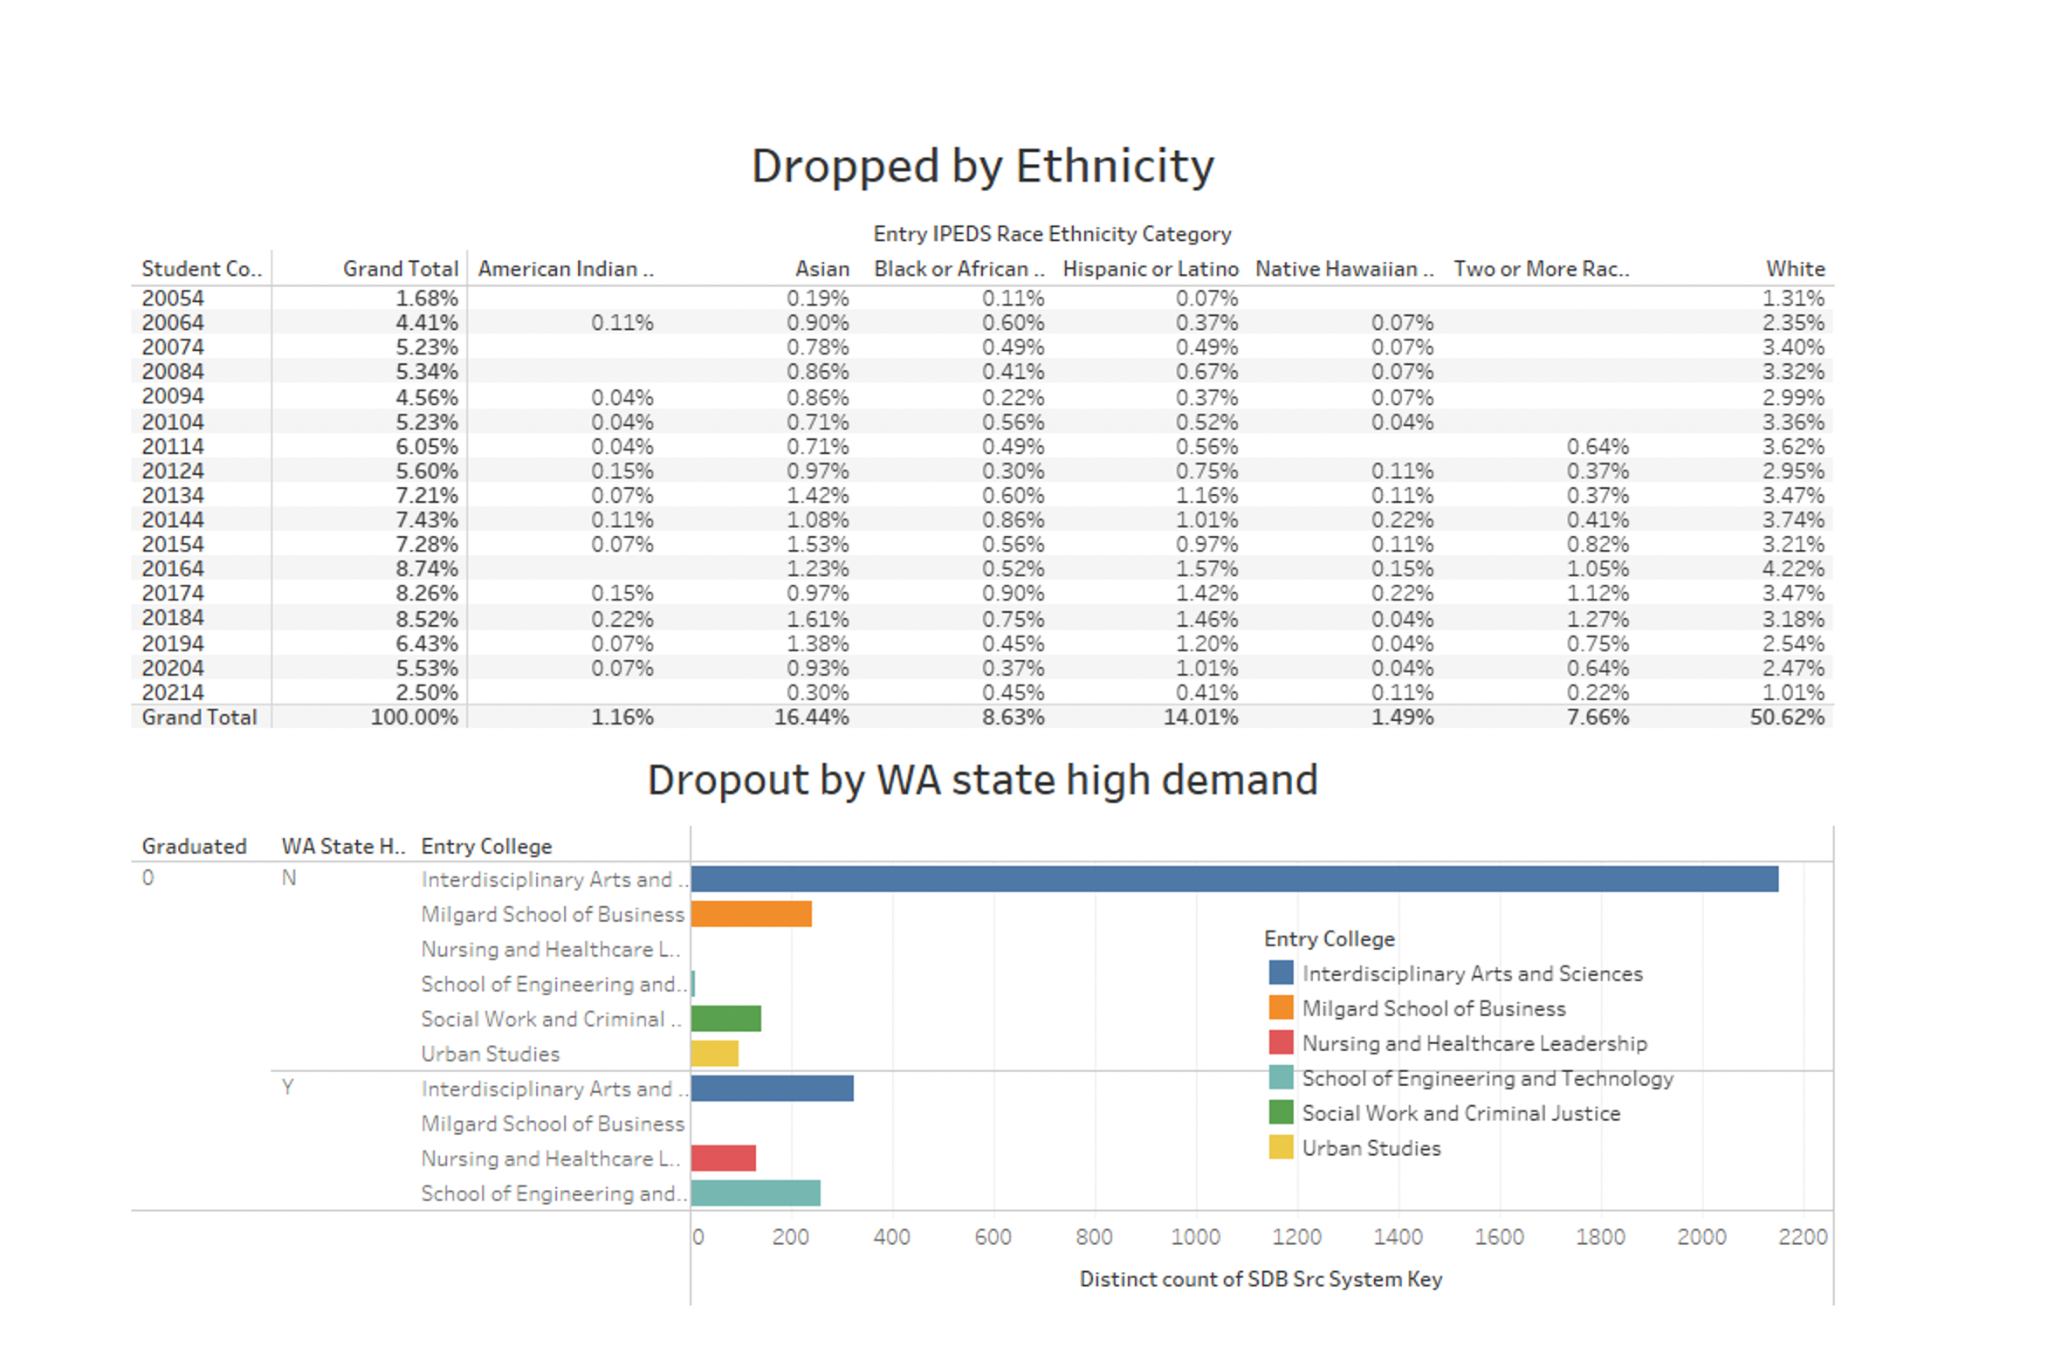 Dropped by Ethnicity
Entry IPEDS Race Ethnicity Category
Student Co.. Grand Total American Indian .. Asian Black or African .. Hispanic or Latino Native Hawaiian .. Two or More Rac.. White
20054 1.68% 0.19% 0.11% 0.07% 1.31%
20064 4.41% 0.11% 0.90% 0.60% 0.37% 0.07% 2.35%
20074 5.23% 0.78% 0.49% 0.49% 0.07% 3.40%
20084 5.34% 0.86% 0.41% 0.67% 0.07% 3.32%
20094 4.56% 0.04% 0.86% 0.22% 0.37% 0.07% 2.99%
20104 5.23% 0.04% 0.71% 0.56% 0.52% 0.04% 3.36%
20114 6.05% 0.04% 0.71% 0.49% 0.56% 0.64% 3.62%
20124 5.60% 0.15% 0.97% 0.30% 0.75% 0.11% 0.37% 2.95%
20134 7.21% 0.07% 1.42% 0.60% 1.16% 0.11% 0.37% 3.47%
20144 7.43% 0.11% 1.08% 0.86% 1.01% 0.22% 0.41% 3.74%
20154 7.28% 0.07% 1.53% 0.56% 0.97% 0.11% 0.82% 3.21%
20164 8.74% 1.23% 0.52% 1.57% 0.15% 1.05% 4.22%
20174 8.26% 0.15% 0.97% 0.90% 1.42% 0.22% 1.12% 3.47%
20184 8.52% 0.22% 1.61% 0.75% 1.46% 0.04% 1.27% 3.18%
20194 6.43% 0.07% 1.38% 0.45% 1.20% 0.04% 0.75% 2.54%
20204 5.53% 0.07% 0.93% 0.37% 1.01% 0.04% 0.64% 2.47%
20214 2.50% 0.30% 0.45% 0.41% 0.11% 0.22% 1.01%
Grand Total 100.00% 1.16% 16.44% 8.63% 14.01% 1.49% 7.66% 50.62%
Dropout by WA state high demand
Graduated WA State H.. Entry College
0 N Interdisciplinary Arts and ..
Milgard School of Business
Nursing and Healthcare L..
School of Engineering and..
Social Work and Criminal ..
Urban Studies
Y Interdisciplinary Arts and ..
Milgard School of Business
Nursing and Healthcare L..
School of Engineering and..
Entry College
Interdisciplinary Arts and Sciences
Milgard School of Business
Nursing and Healthcare Leadership
School of Engineering and Technology
Social Work and Criminal Justice
Urban Studies
0 200 400 600 800 1000 1200 1400 1600 1800 2000 2200
Distinct count of SDB Src System Key